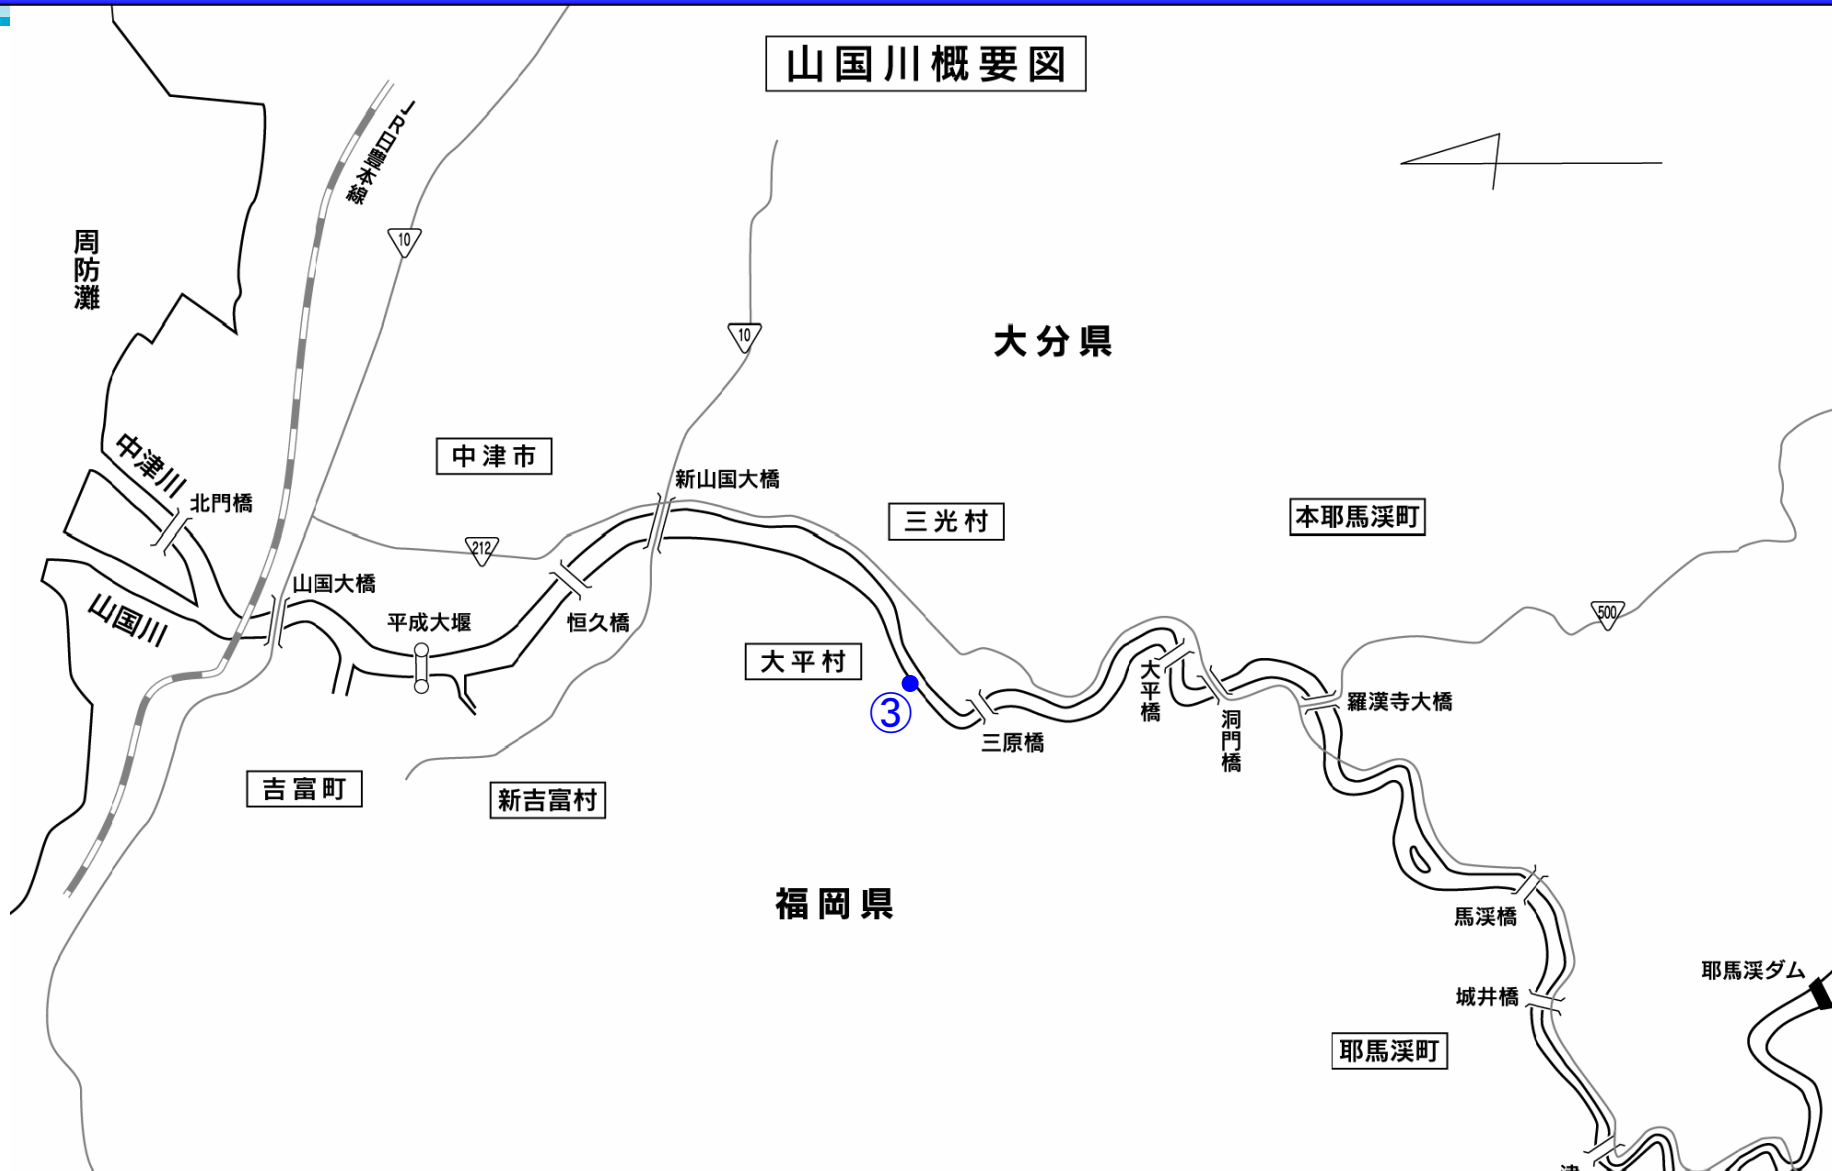 山国川概要図
JR日豊本線
10
周防灘
10
大分県
中津川
中津市
北門橋
新山国大橋
三光村
本耶馬渓町
212
山国大橋
山国川
平成大堰
恒久橋
500
大平村
大平橋
③
羅漢寺大橋
三原橋
洞門橋
吉富町
新吉富村
福岡県
馬渓橋
耶馬渓ダム
城井橋
耶馬渓町